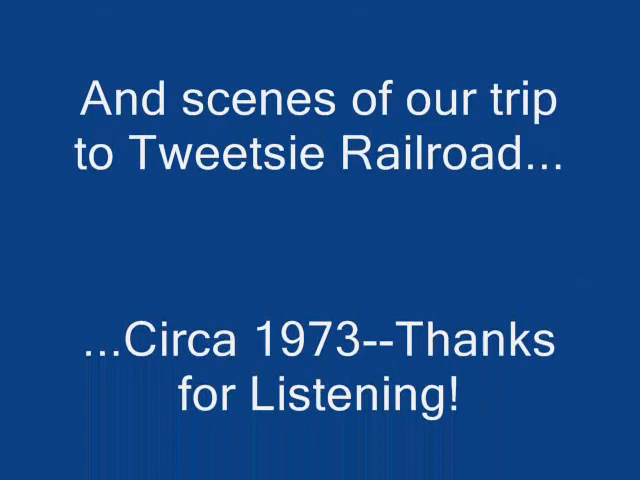 And scenes of our trip
to Tweetsie Railroad...
...Circa 1973--Thanks
for Listening!